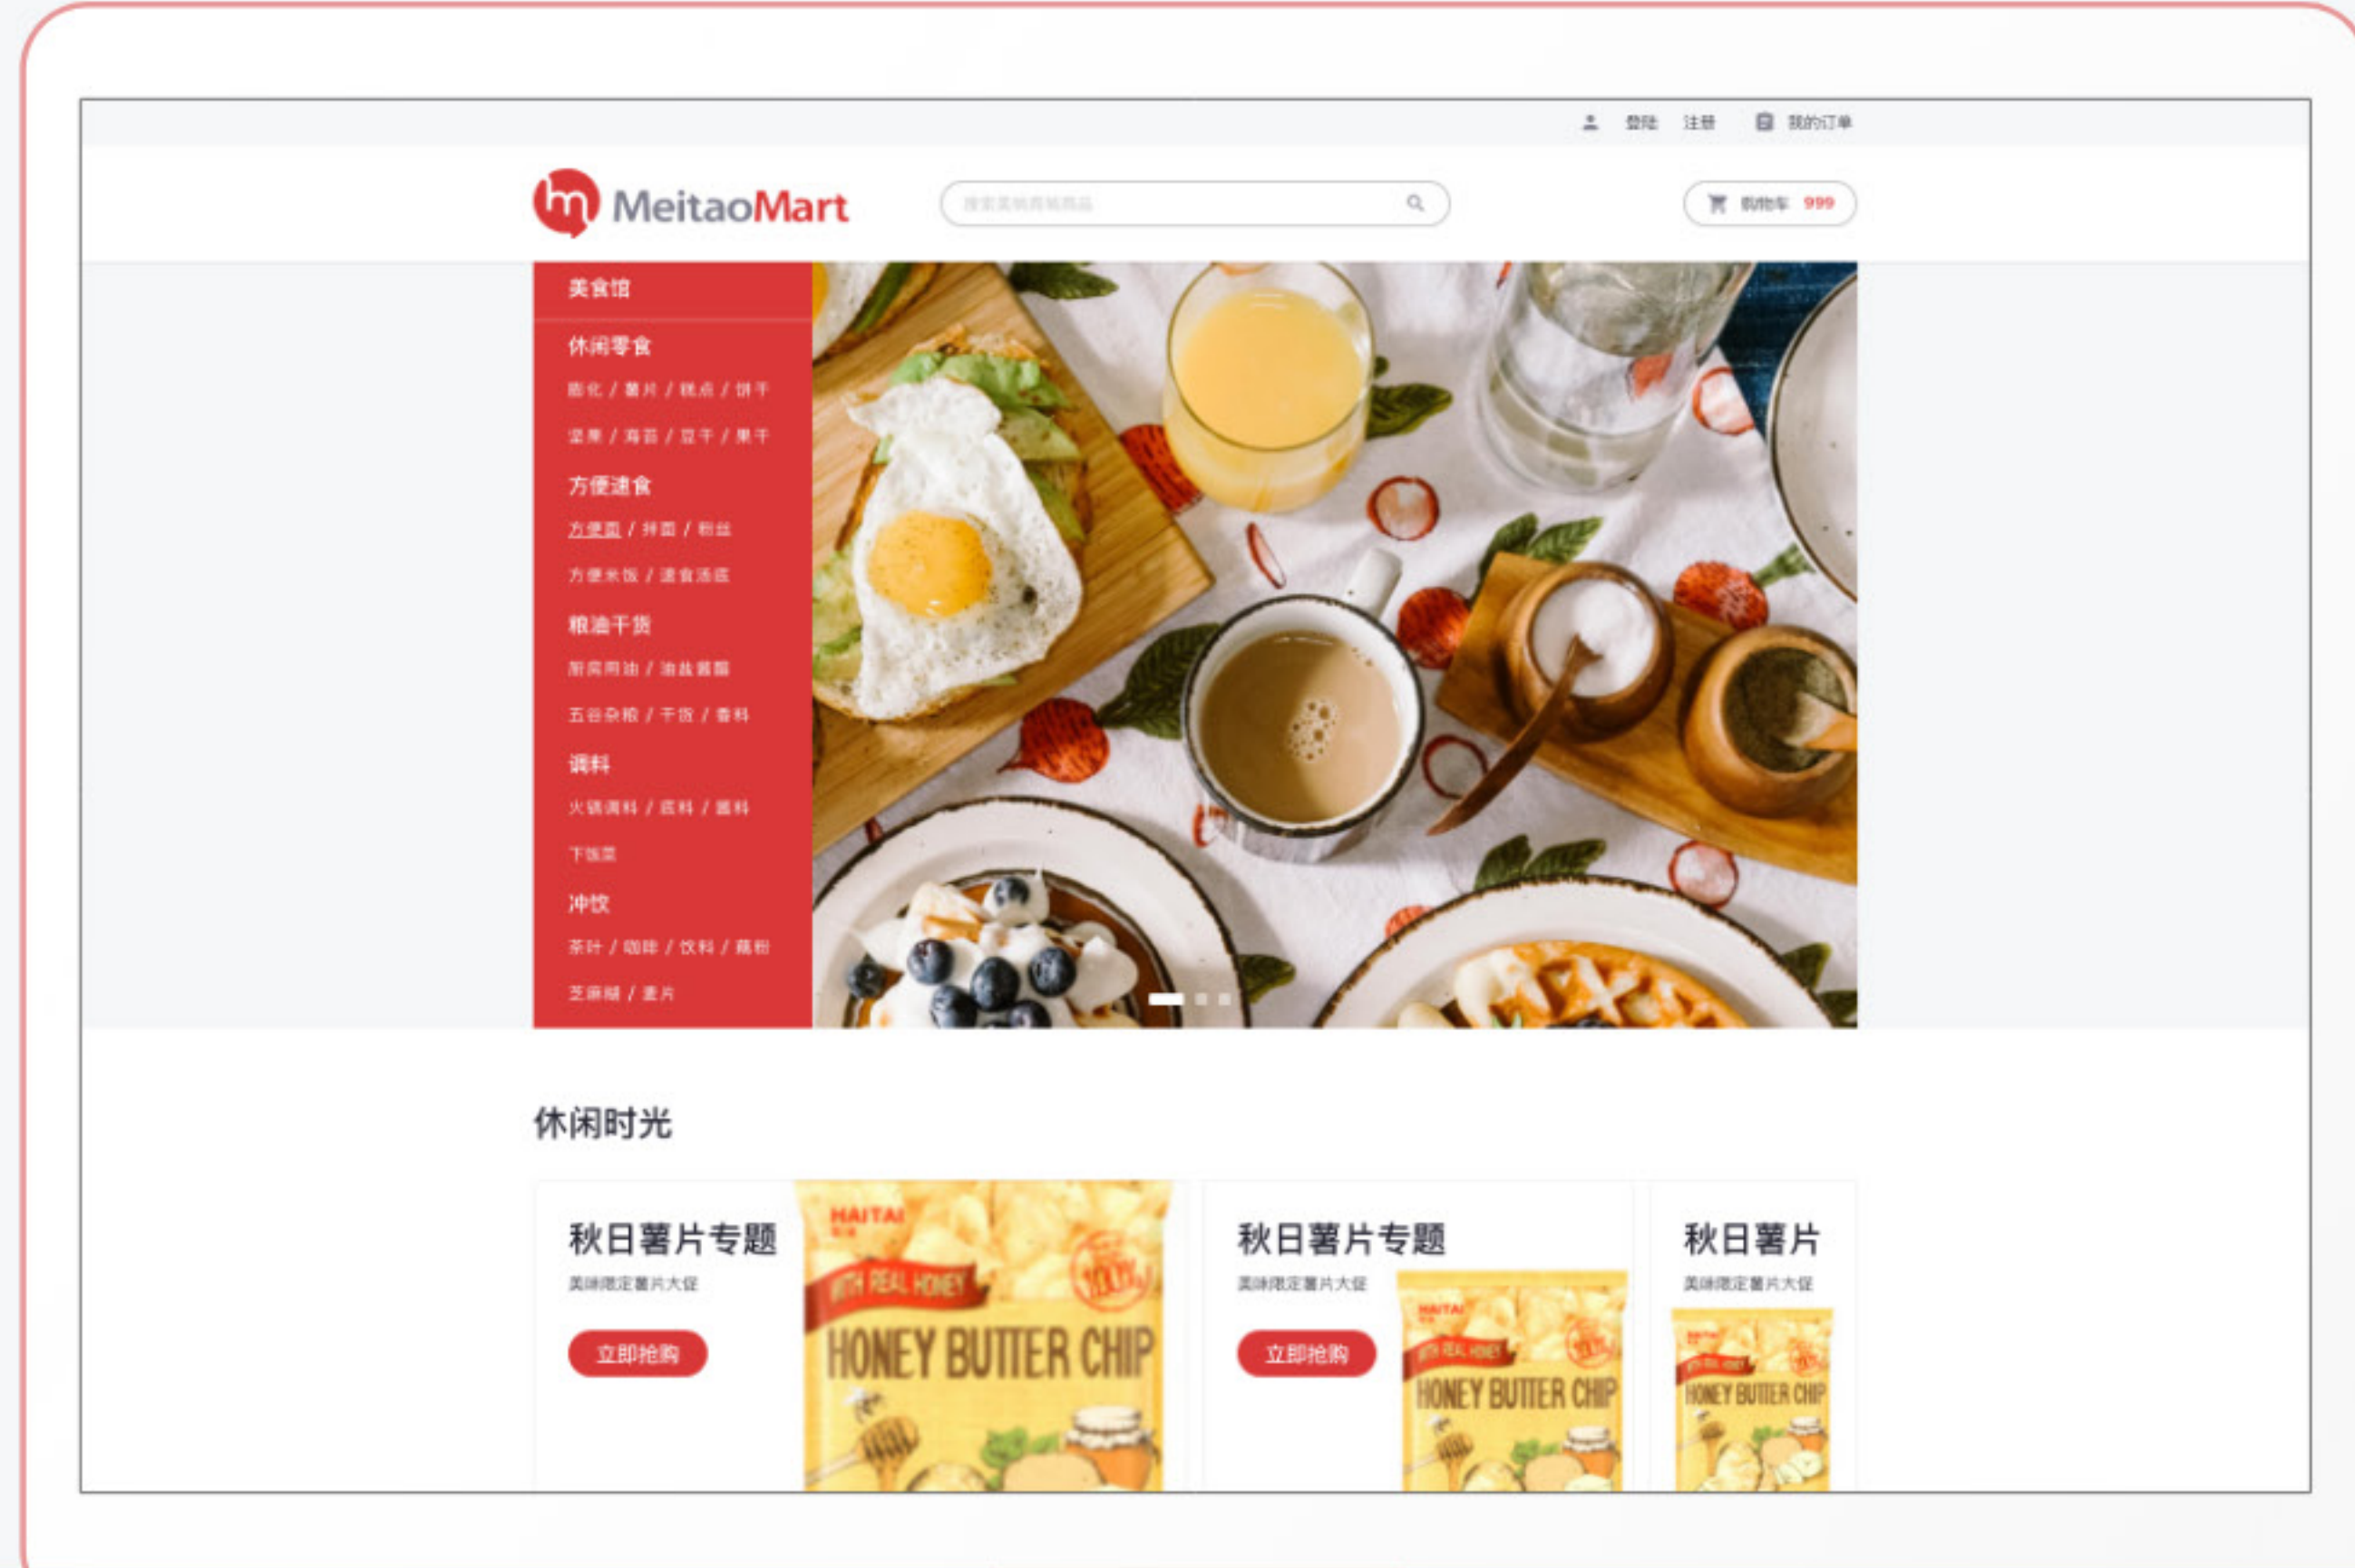 登陆 注册 我的订单
MeitaoMart
购物车 999
美食馆
休闲零食
膨化 / 薯片 / 糕点 / 饼干
坚果 / 海苔 / 豆干 / 果干
方便速食
方便面 / 拌面 / 粉丝
方便米饭 / 速食汤底
粮油干货
厨房用油 / 油盐酱醋
五谷杂粮 / 干货 / 香料
调料
火锅调料 / 底料 / 酱料
下饭菜
冲饮
茶叶 / 咖啡 / 饮料 / 藕粉
芝麻糊 / 麦片
休闲时光
秋日薯片专题
美味限定薯片大促
立即抢购
HAITAI
WITH REAL HONEY
100%
HONEY BUTTER CHIP
秋日薯片专题
美味限定薯片大促
立即抢购
HAITAI
WITH REAL HONEY
HONEY BUTTER CHIP
秋日薯片
美味限定薯片大促
WITH REAL HONEY
HONEY BUTTER CHIP